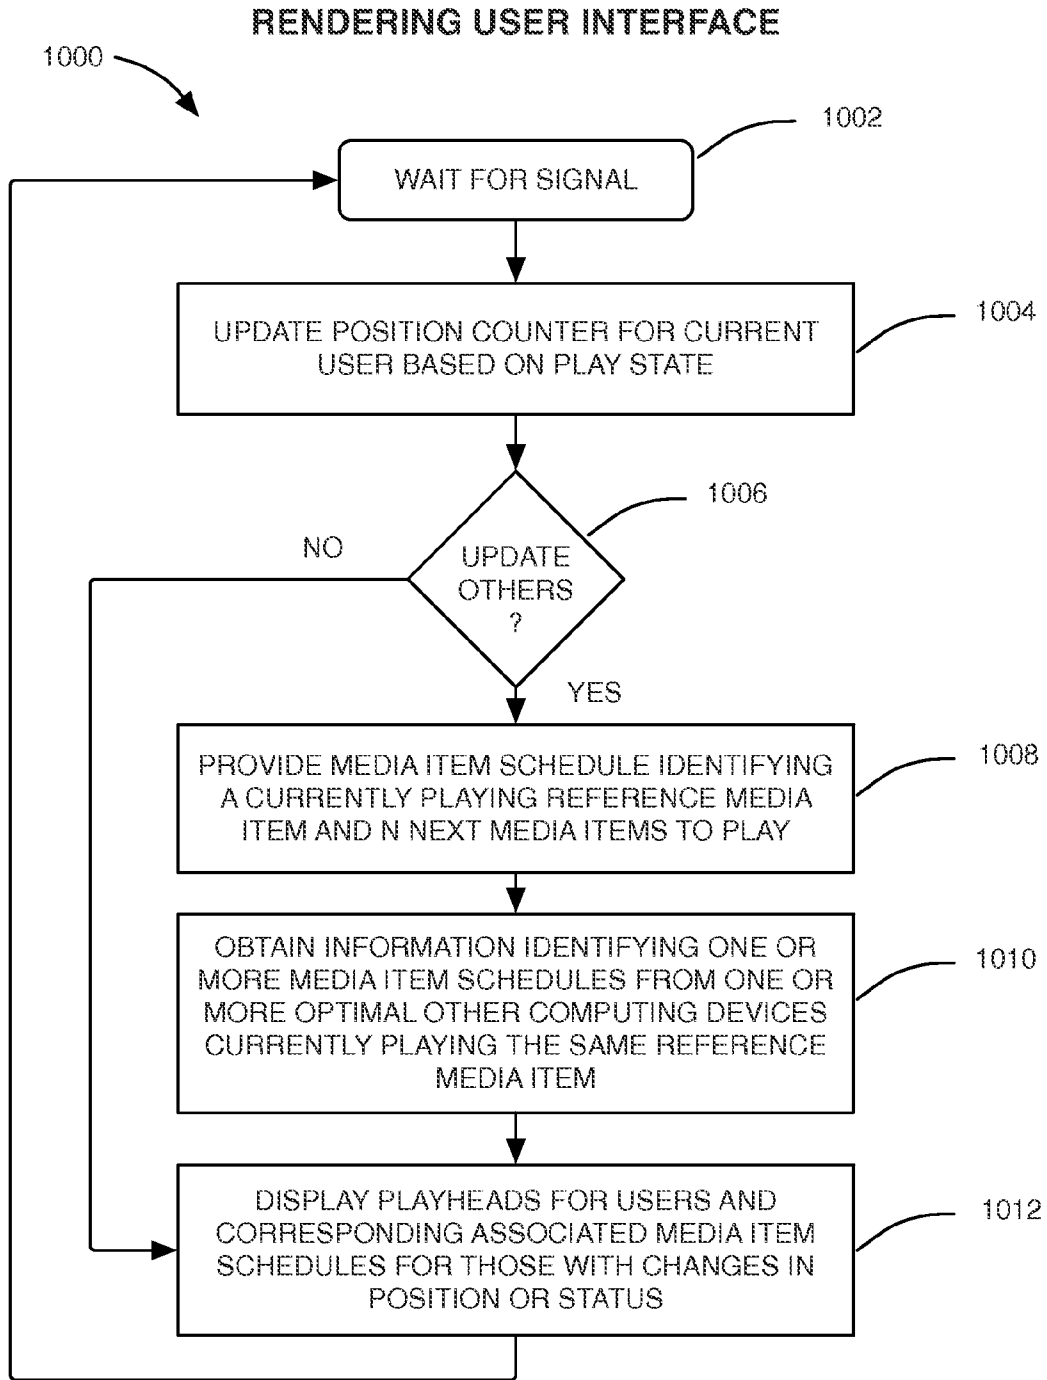 RENDERING USER INTERFACE
1000
1002
WAIT FOR SIGNAL
1004
UPDATE POSITION COUNTER FOR CURRENT
USER BASED ON PLAY STATE
1006
NO
UPDATE
OTHERS
?
YES
1008
PROVIDE MEDIA ITEM SCHEDULE IDENTIFYING
A CURRENTLY PLAYING REFERENCE MEDIA
ITEM AND N NEXT MEDIA ITEMS TO PLAY
1010
OBTAIN INFORMATION IDENTIFYING ONE OR
MORE MEDIA ITEM SCHEDULES FROM ONE OR
MORE OPTIMAL OTHER COMPUTING DEVICES
CURRENTLY PLAYING THE SAME REFERENCE
MEDIA ITEM
1012
DISPLAY PLAYHEADS FOR USERS AND
CORRESPONDING ASSOCIATED MEDIA ITEM
SCHEDULES FOR THOSE WITH CHANGES IN
POSITION OR STATUS